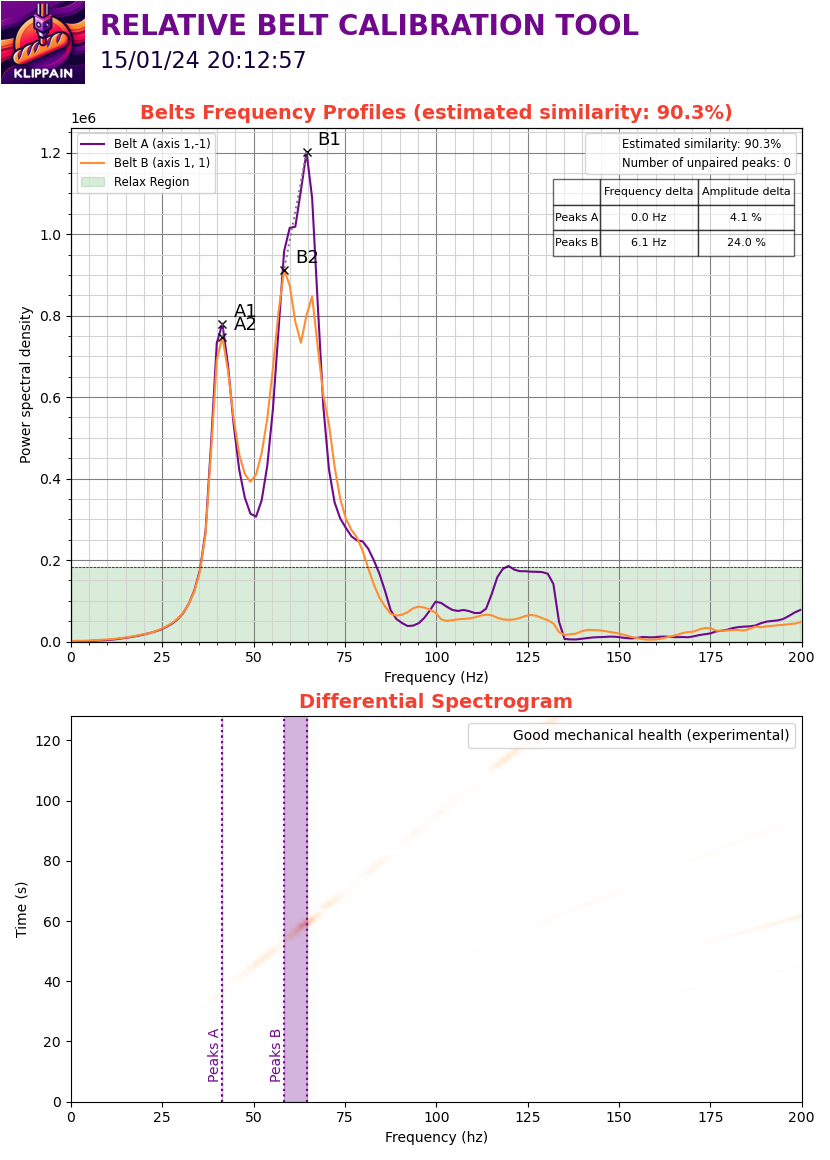 RELATIVE BELT CALIBRATION TOOL
15/01/24 20:12:57
KLIPPAIN
Belts Frequency Profiles (estimated similarity: 90.3%)
1e6
Belt A (axis 1,-1)
Belt B (axis 1, 1)
Relax Region
Estimated similarity: 90.3%
Number of unpaired peaks: 0
Frequency delta Amplitude delta
Peaks A 0.0 Hz 4.1 %
Peaks B 6.1 Hz 24.0 %
B1
B2
A1
A2
Power spectral density
1.2
1.0
0.8
0.6
0.4
0.2
0.0
0 25 50 75 100 125 150 175 200
Frequency (Hz)
Differential Spectrogram
Good mechanical health (experimental)
Time (s)
120
100
80
60
40
20
0
Peaks A
Peaks B
0 25 50 75 100 125 150 175 200
Frequency (hz)